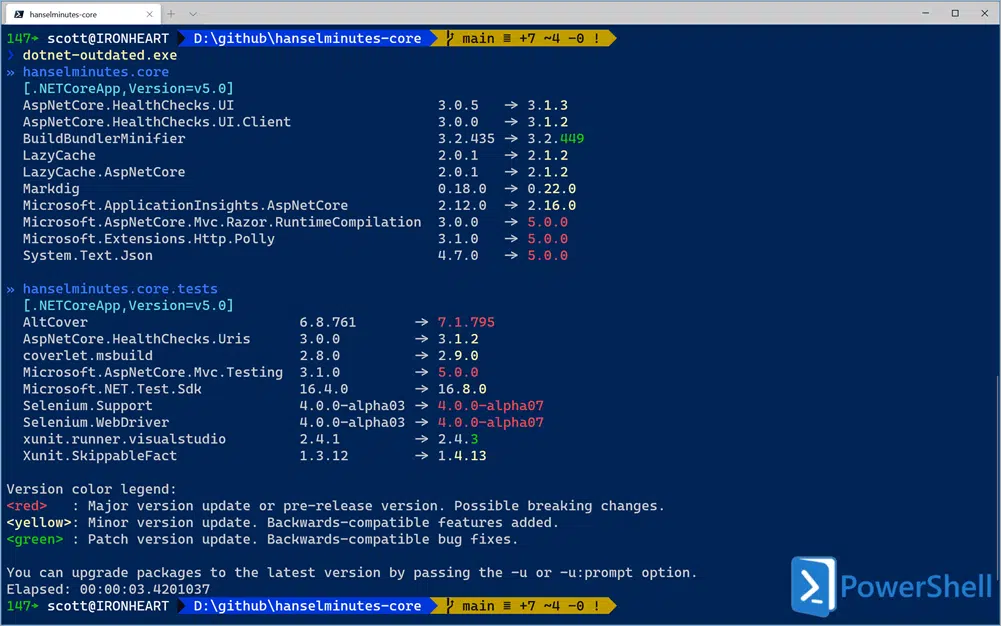 hanselminutes-core
147→ scott@IRONHEART D:\github\hanselminutes-core main ≡ +7 ~4 -0 !
❯ dotnet-outdated.exe
» hanselminutes.core
[.NETCoreApp,Version=v5.0]
AspNetCore.HealthChecks.UI 3.0.5 → 3.1.3
AspNetCore.HealthChecks.UI.Client 3.0.0 → 3.1.2
BuildBundlerMinifier 3.2.435 → 3.2.449
LazyCache 2.0.1 → 2.1.2
LazyCache.AspNetCore 2.0.1 → 2.1.2
Markdig 0.18.0 → 0.22.0
Microsoft.ApplicationInsights.AspNetCore 2.12.0 → 2.16.0
Microsoft.AspNetCore.Mvc.Razor.RuntimeCompilation 3.0.0 → 5.0.0
Microsoft.Extensions.Http.Polly 3.1.0 → 5.0.0
System.Text.Json 4.7.0 → 5.0.0
» hanselminutes.core.tests
[.NETCoreApp,Version=v5.0]
AltCover 6.8.761 → 7.1.795
AspNetCore.HealthChecks.Uris 3.0.0 → 3.1.2
coverlet.msbuild 2.8.0 → 2.9.0
Microsoft.AspNetCore.Mvc.Testing 3.1.0 → 5.0.0
Microsoft.NET.Test.Sdk 16.4.0 → 16.8.0
Selenium.Support 4.0.0-alpha03 → 4.0.0-alpha07
Selenium.WebDriver 4.0.0-alpha03 → 4.0.0-alpha07
xunit.runner.visualstudio 2.4.1 → 2.4.3
Xunit.SkippableFact 1.3.12 → 1.4.13
Version color legend:
<red> : Major version update or pre-release version. Possible breaking changes.
<yellow>: Minor version update. Backwards-compatible features added.
<green> : Patch version update. Backwards-compatible bug fixes.
You can upgrade packages to the latest version by passing the -u or -u:prompt option.
Elapsed: 00:00:03.4201037
147→ scott@IRONHEART D:\github\hanselminutes-core main ≡ +7 ~4 -0 !
PowerShell